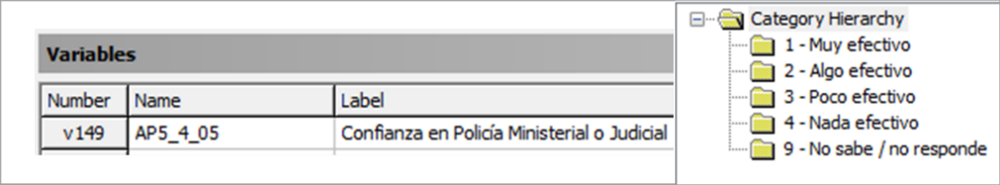 Variables
Number Name Label
v149 AP5_4_05 Confianza en Policía Ministerial o Judicial
Category Hierarchy
1 - Muy efectivo
2 - Algo efectivo
3 - Poco efectivo
4 - Nada efectivo
9 - No sabe / no responde